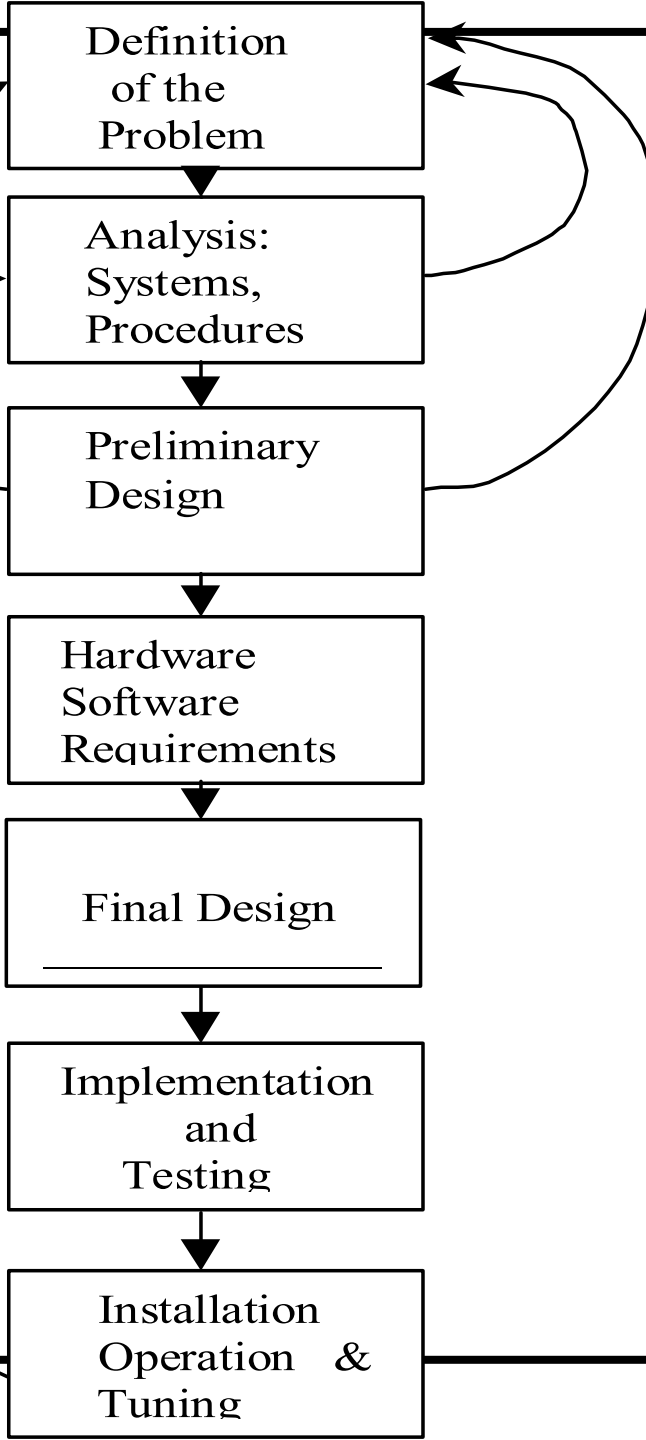 Definition
of the
Problem
Analysis:
Systems,
Procedures
Preliminary
Design
Hardware
Software
Requirements
Final Design
Implementation
and
Testing
Installation
Operation &
Tuning